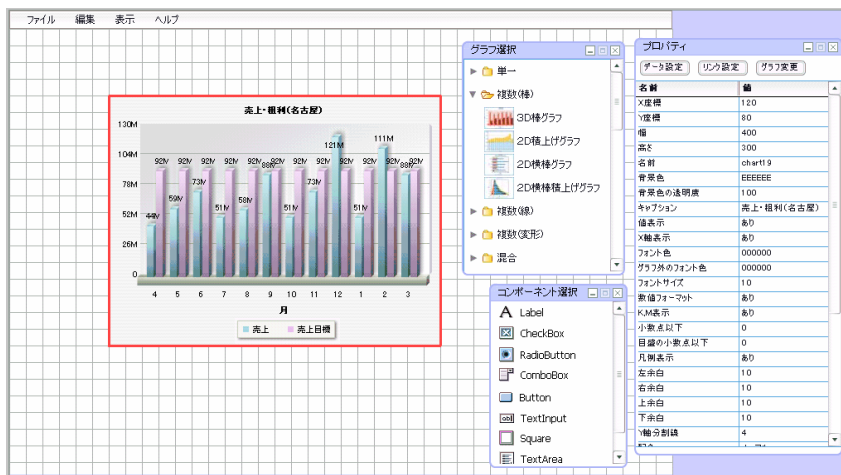 ファイル 編集 表示 ヘルプ
売上・粗利(名古屋)
130M
104M
78M
52M
26M
0
44M 92M 59M 92M 73M 92M 51M 92M 58M 92M 88M 92M 51M 92M 73M 92M 121M 92M 51M 92M 111M 92M 88M 92M
4 5 6 7 8 9 10 11 12 1 2 3
月
売上 売上目標
グラフ選択
単一
複数(棒)
3D棒グラフ
2D積上げグラフ
2D横棒グラフ
2D横棒積上げグラフ
複数(線)
複数(変形)
混合
コンポーネント選択
Label
CheckBox
RadioButton
ComboBox
Button
TextInput
Square
TextArea
プロパティ
データ設定 リンク設定 グラフ変更
名前 値
X座標 120
Y座標 80
幅 400
高さ 300
名前 chart19
背景色 EEEEEE
背景色の透明度 100
キャプション 売上・粗利(名古屋)
値表示 あり
X軸表示 あり
フォント色 000000
グラフ外のフォント色 000000
フォントサイズ 10
数値フォーマット あり
K,M表示 あり
小数点以下 0
目盛の小数点以下 0
凡例表示 あり
左余白 10
右余白 10
上余白 10
下余白 10
Y軸分割線 4